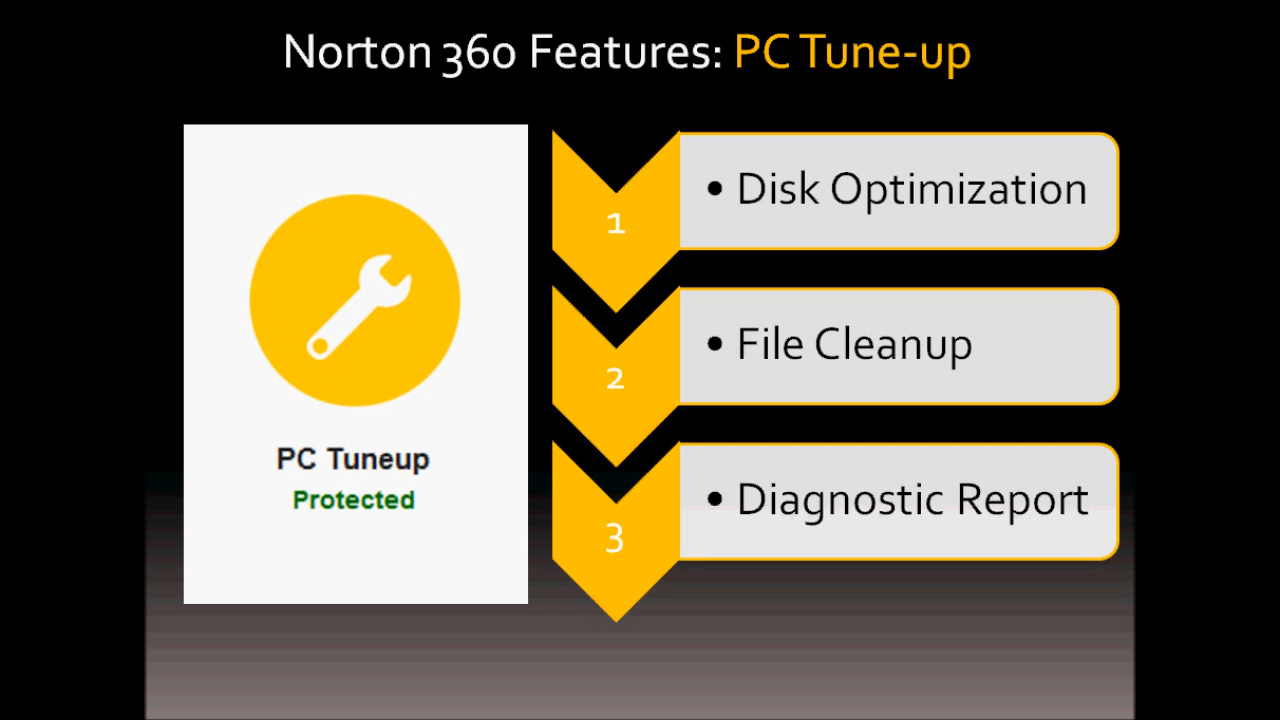 Norton 360 Features: PC Tune-up
PC Tuneup
Protected
1
• Disk Optimization
2
• File Cleanup
3
• Diagnostic Report